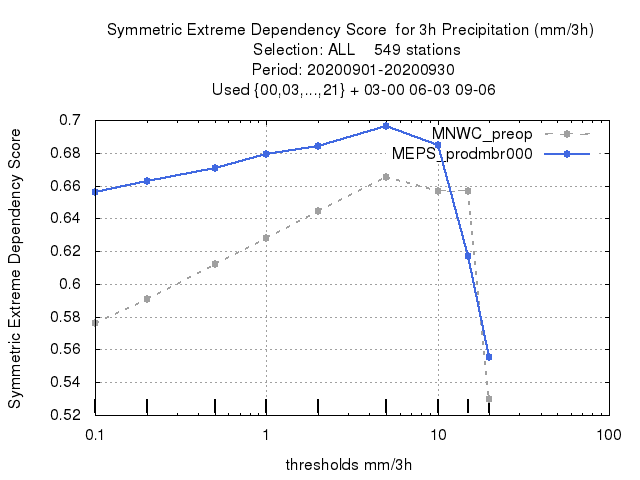 Symmetric Extreme Dependency Score  for 3h Precipitation (mm/3h)
Selection: ALL    549 stations
Period: 20200901-20200930
Used {00,03,...,21} + 03-00 06-03 09-06
Symmetric Extreme Dependency Score
0.7
0.68
0.66
0.64
0.62
0.6
0.58
0.56
0.54
0.52
MNWC_preop
MEPS_prodmbr000
0.1 1 10 100
thresholds mm/3h